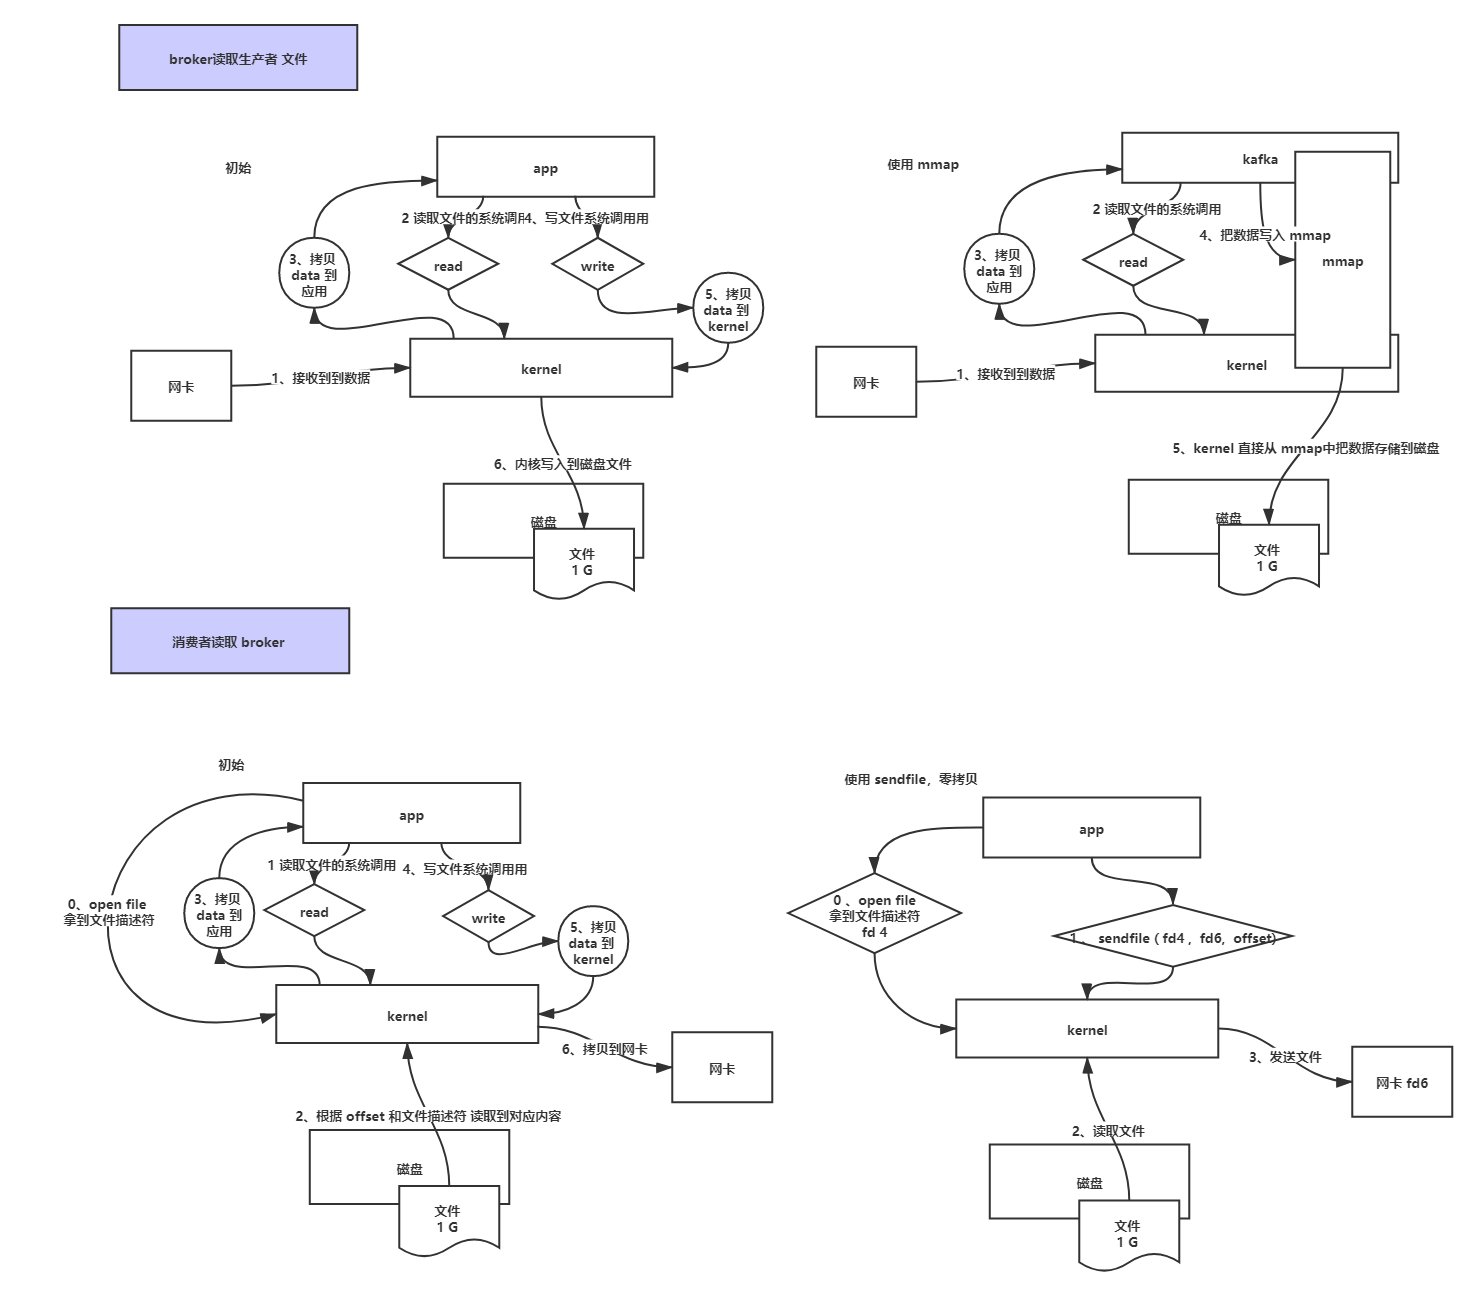 broker读取生产者 文件
初始
app
2 读取文件的系统调用
4、写文件系统调用用
3、拷贝
data 到
应用
read
write
5、拷贝
data 到
kernel
网卡
1、接收到到数据
kernel
6、内核写入到磁盘文件
磁盘
文件
1 G
使用 mmap
kafka
2 读取文件的系统调用
4、把数据写入 mmap
3、拷贝
data 到
应用
read
mmap
网卡
1、接收到到数据
kernel
5、kernel 直接从 mmap中把数据存储到磁盘
磁盘
文件
1 G
消费者读取 broker
初始
app
1 读取文件的系统调用
4、写文件系统调用用
0、open file
拿到文件描述符
3、拷贝
data 到
应用
read
write
5、拷贝
data 到
kernel
kernel
6、拷贝到网卡
网卡
2、根据 offset 和文件描述符 读取到对应内容
磁盘
文件
1 G
使用 sendfile，零拷贝
app
0 、open file
拿到文件描述符
fd 4
1 、 sendfile ( fd4 ，fd6，offset)
kernel
3、发送文件
网卡 fd6
2、读取文件
磁盘
文件
1 G